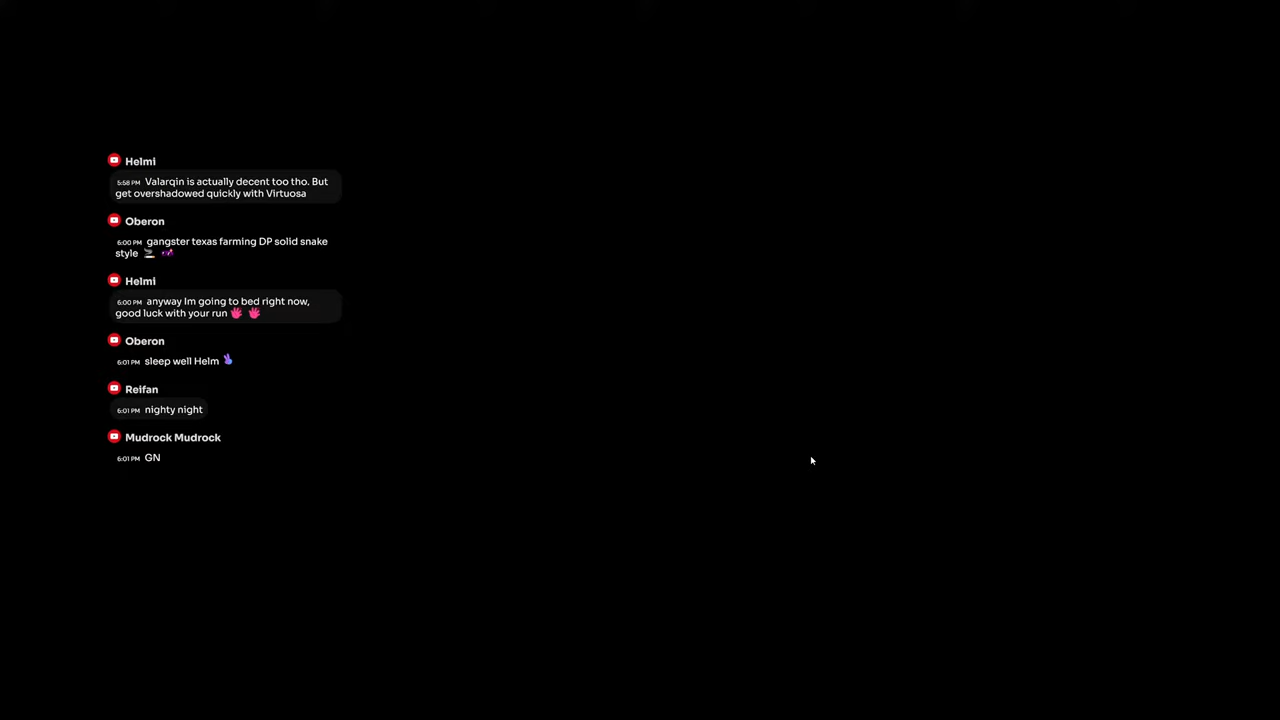 Helmi
5:58 PM Valarqin is actually decent too tho. But
get overshadowed quickly with Virtuosa
Oberon
6:00 PM gangster texas farming DP solid snake
style
Helmi
6:00 PM anyway Im going to bed right now,
good luck with your run
Oberon
6:01 PM sleep well Helm
Reifan
6:01 PM nighty night
Mudrock Mudrock
6:01 PM GN